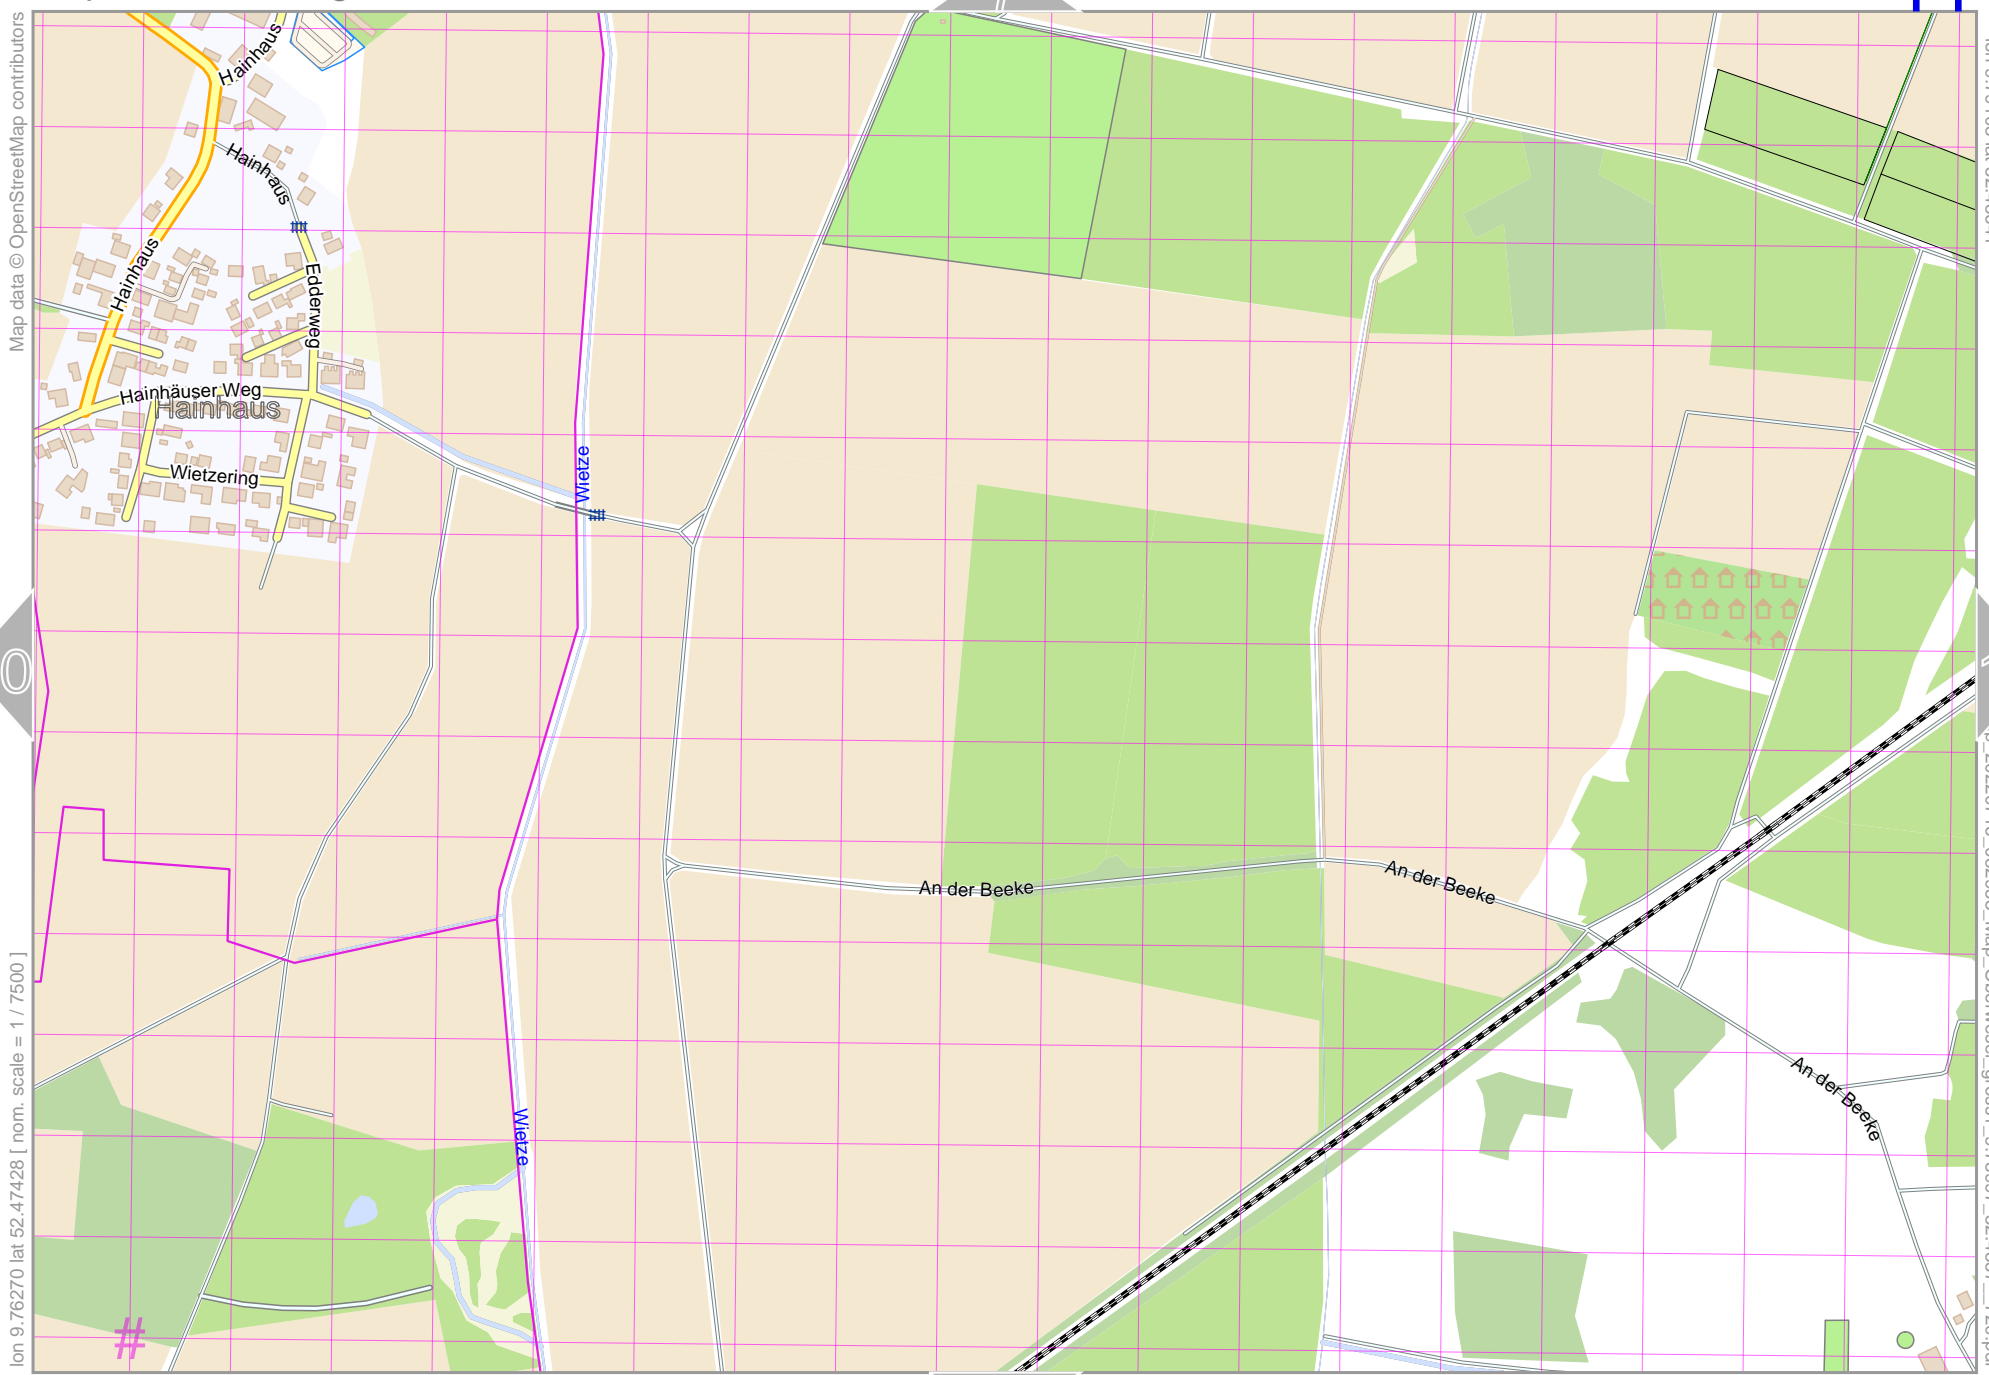 Map data © OpenStreetMap contributors
lon 9.76270 lat 52.47428 [ nom. scale = 1 / 7500 ]
Hainhaus
Hainhaus
Hainhaus
Edderweg
Hainhäuser Weg
Hainhaus
Wietzering
Wietze
An der Beeke
An der Beeke
An der Beeke
Wietze
#